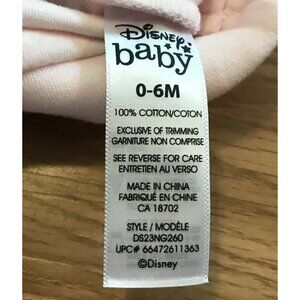 Disney
baby
0-6M
100% COTTON/COTON
EXCLUSIVE OF TRIMMING
GARNITURE NON COMPRISE
SEE REVERSE FOR CARE
ENTRETIEN AU VERSO
MADE IN CHINA
FABRIQUÉ EN CHINE
CA 18702
STYLE / MODÈLE
DS23NG260
UPC# 66472611363
©Disney